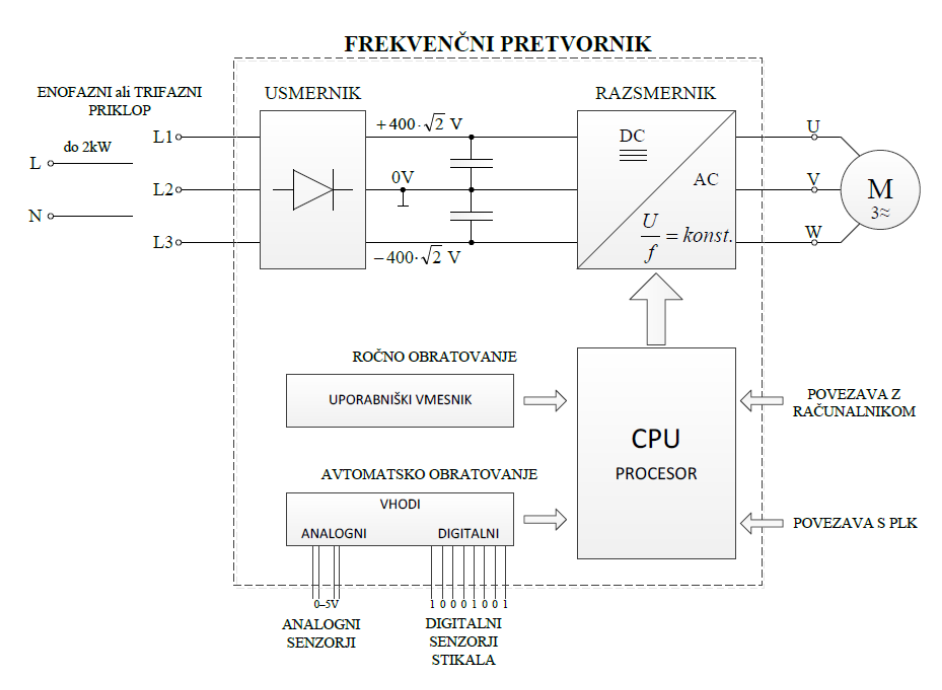 FREKVENČNI PRETVORNIK
ENOFAZNI ali TRIFAZNI
PRIKLOP
USMERNIK
RAZSMERNIK
do 2kW
L
N
L1
L2
L3
+400·√2 V
0V
−400·√2 V
DC
AC
U/f = konst.
U
V
W
M
3≈
ROČNO OBRATOVANJE
UPORABNIŠKI VMESNIK
AVTOMATSKO OBRATOVANJE
VHODI
ANALOGNI DIGITALNI
CPU
PROCESOR
POVEZAVA Z
RAČUNALNIKOM
POVEZAVA S PLK
0–5V
1 0 0 0 1 0 0 1
ANALOGNI
SENZORJI
DIGITALNI
SENZORJI
STIKALA